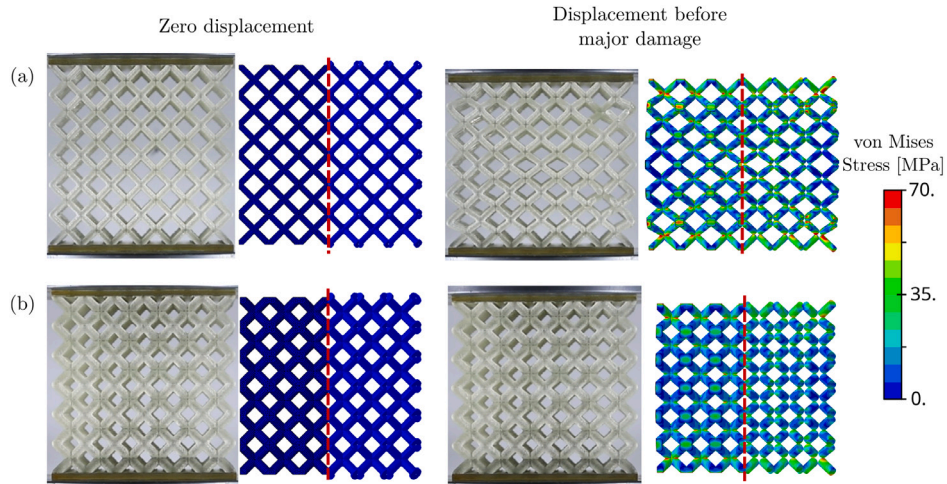 Zero displacement
Displacement before
major damage
(a)
von Mises
Stress [MPa]
70.
35.
0.
(b)